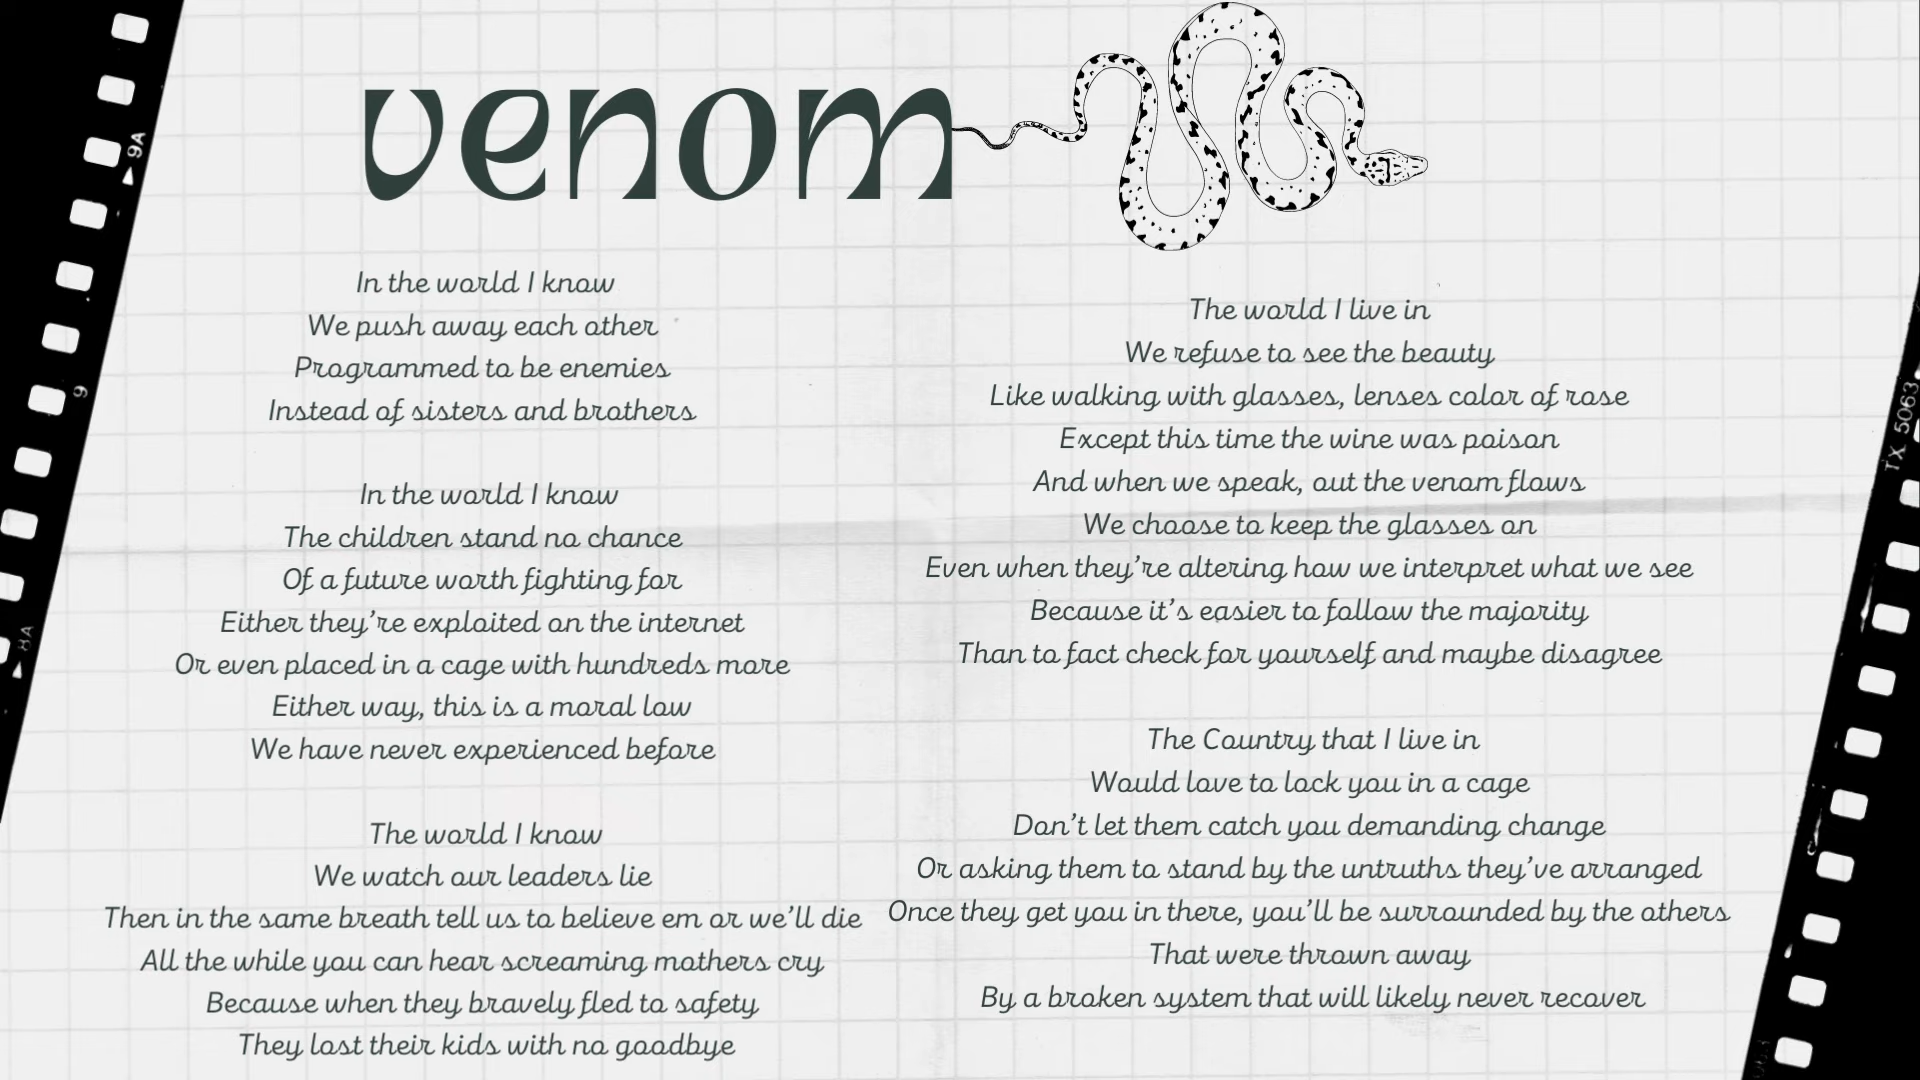 venom
In the world I know
We push away each other
Programmed to be enemies
Instead of sisters and brothers
In the world I know
The children stand no chance
Of a future worth fighting for
Either they're exploited on the internet
Or even placed in a cage with hundreds more
Either way, this is a moral low
We have never experienced before
The world I know
We watch our leaders lie
Then in the same breath tell us to believe em or we'll die
All the while you can hear screaming mothers cry
Because when they bravely fled to safety
They lost their kids with no goodbye
The world I live in
We refuse to see the beauty
Like walking with glasses, lenses color of rose
Except this time the wine was poison
And when we speak, out the venom flows
We choose to keep the glasses on
Even when they're altering how we interpret what we see
Because it's easier to follow the majority
Than to fact check for yourself and maybe disagree
The Country that I live in
Would love to lock you in a cage
Don't let them catch you demanding change
Or asking them to stand by the untruths they've arranged
Once they get you in there, you'll be surrounded by the others
That were thrown away
By a broken system that will likely never recover
9A
9
8A
TX 5063